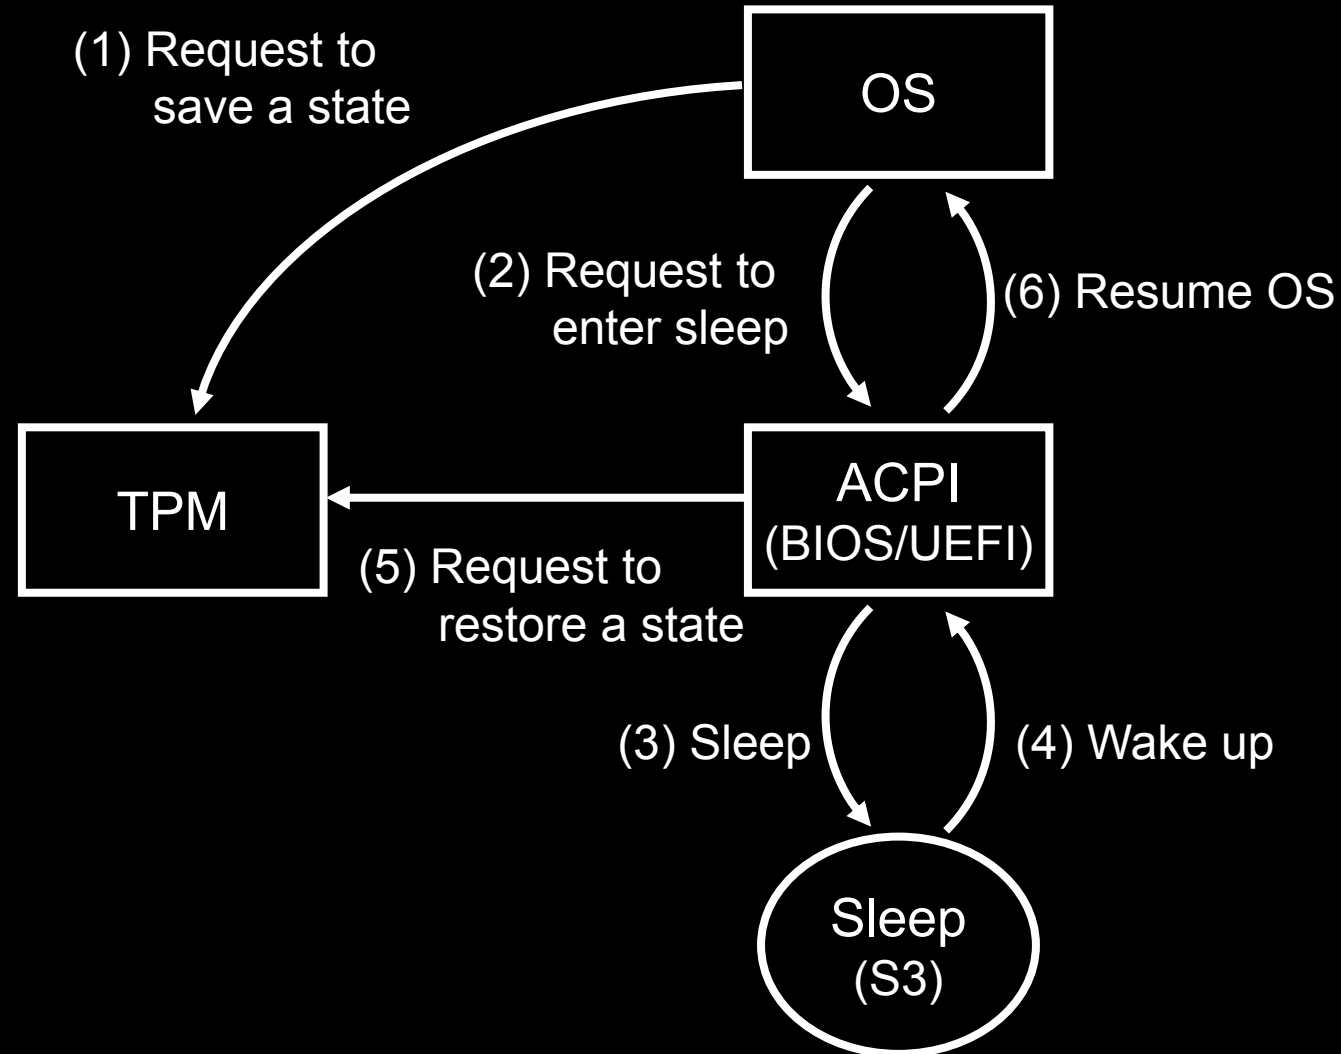 (1) Request to
save a state
OS
(2) Request to
enter sleep
(6) Resume OS
TPM
ACPI
(BIOS/UEFI)
(5) Request to
restore a state
(3) Sleep
(4) Wake up
Sleep
(S3)